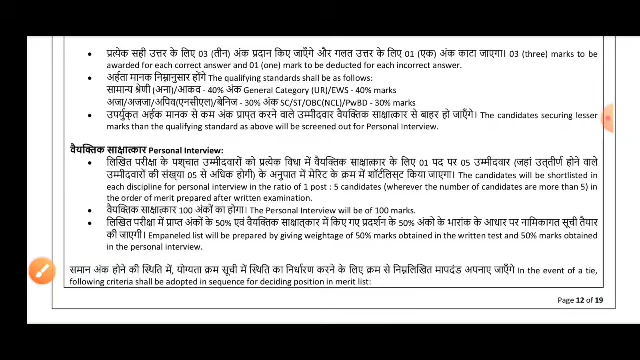 • प्रत्येक सही उत्तर के लिए 03 (तीन) अंक प्रदान किए जाएँगे और गलत उत्तर के लिए 01 (एक) अंक काटा जाएगा। 03 (three) marks to be
awarded for each correct answer and 01 (one) mark to be deducted for each incorrect answer.
• अर्हता मानक निम्नानुसार होंगे The qualifying standards shall be as follows:
सामान्य श्रेणी (अना)/आकव - 40% अंक General Category (UR)/EWS - 40% marks
अजा/अजजा/अपिव(एनसीएल)/बेनिज - 30% अंक SC/ST/OBC(NCL)/PwBD - 30% marks
• उपर्युक्त अर्हक मानक से कम अंक प्राप्त करने वाले उम्मीदवार वैयक्तिक साक्षात्कार से बाहर हो जाएँगे। The candidates securing lesser
marks than the qualifying standard as above will be screened out for Personal Interview.
वैयक्तिक साक्षात्कार Personal Interview:
• लिखित परीक्षा के पश्चात उम्मीदवारों को प्रत्येक विधा में वैयक्तिक साक्षात्कार के लिए 01 पद पर 05 उम्मीदवार (जहां उत्तीर्ण होने वाले
उम्मीदवारों की संख्या 05 से अधिक होगी) के अनुपात में मेरिट के क्रम में शॉर्टलिस्ट किया जाएगा। The candidates will be shortlisted in
each discipline for personal interview in the ratio of 1 post : 5 candidates (wherever the number of candidates are more than 5) in
the order of merit prepared after written examination.
• वैयक्तिक साक्षात्कार 100 अंकों का होगा। The Personal Interview will be of 100 marks.
• लिखित परीक्षा में प्राप्त अंकों के 50% एवं वैयक्तिक साक्षात्कार में किए गए प्रदर्शन के 50% अंको के भारांक के आधार पर नामिकागत सूची तैयार
की जाएगी। Empaneled list will be prepared by giving weightage of 50% marks obtained in the written test and 50% marks obtained
in the personal interview.
समान अंक होने की स्थिति में, योग्यता क्रम सूची में स्थिति का निर्धारण करने के लिए क्रम से निम्नलिखित मापदंड अपनाए जाएँगे In the event of a tie,
following criteria shall be adopted in sequence for deciding position in merit list:
Page 12 of 19